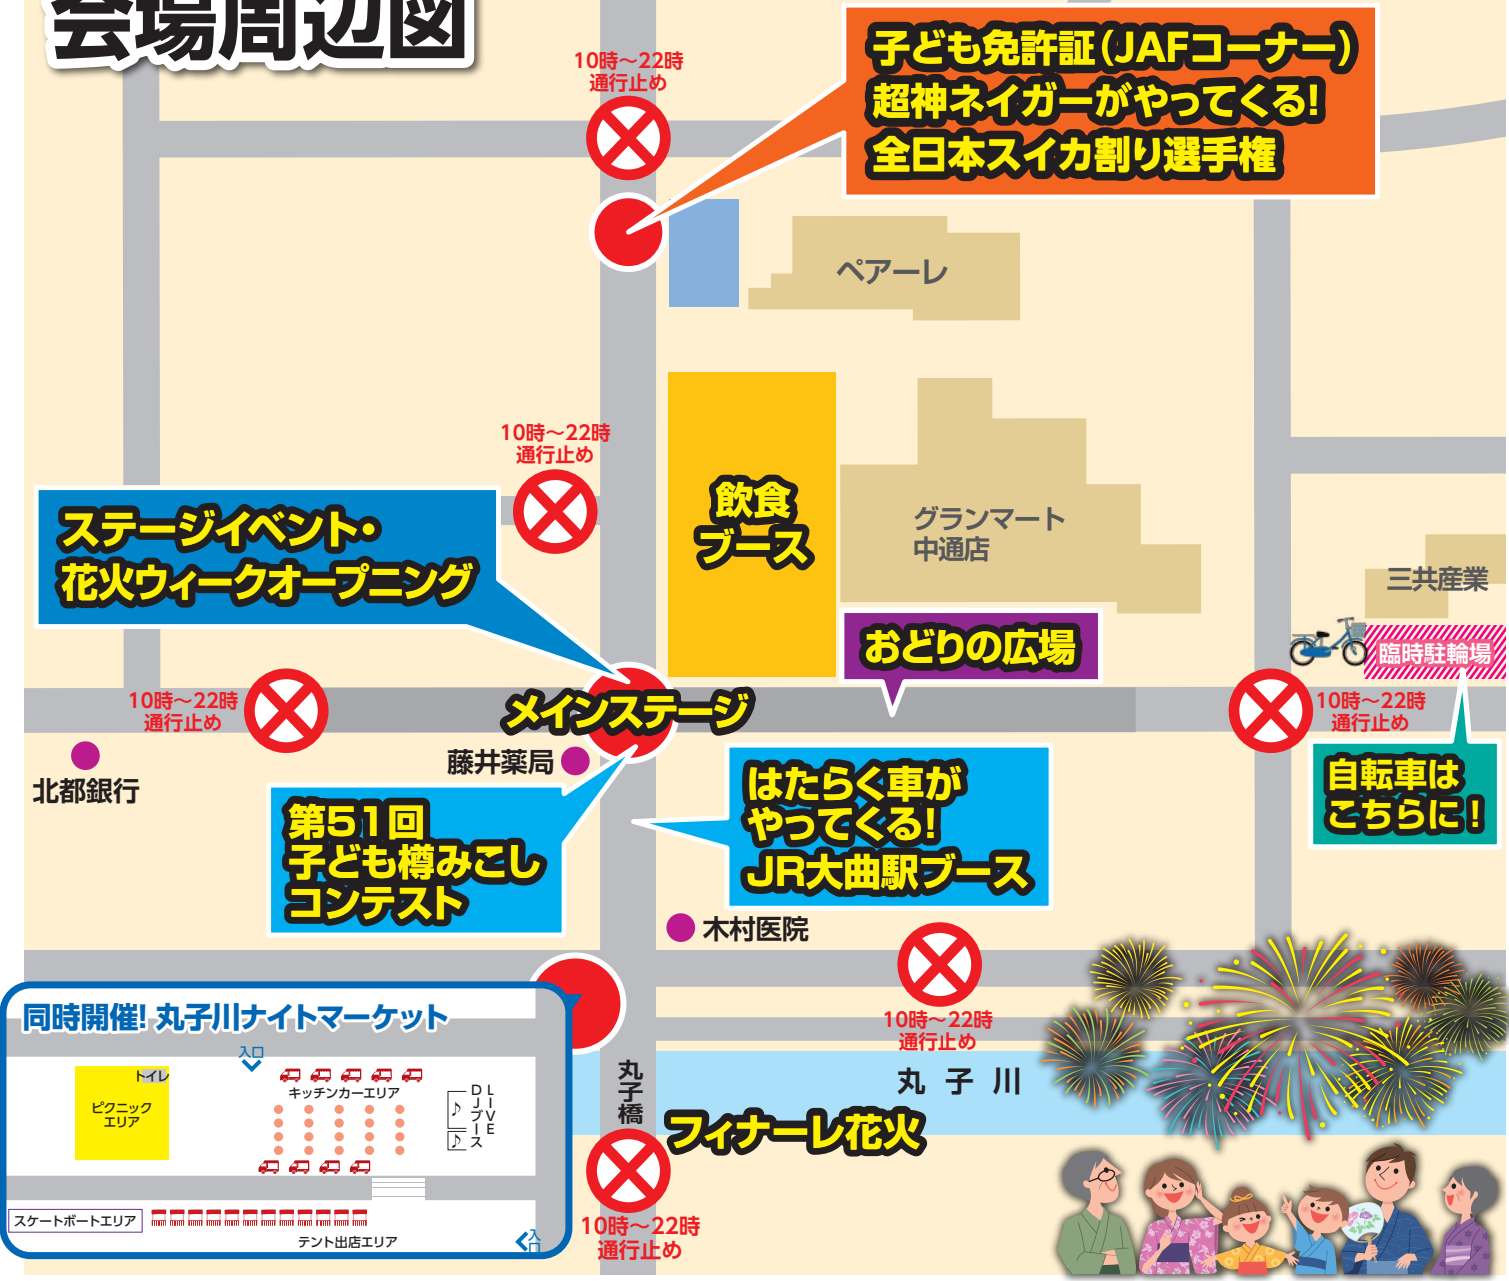 会場周辺図
10時～22時
通行止め
子ども免許証（JAFコーナー）
超神ネイガーがやってくる!
全日本スイカ割り選手権
ペアーレ
10時～22時
通行止め
ステージイベント・
花火ウィークオープニング
飲食
ブース
グランマート
中通店
三共産業
臨時駐輪場
おどりの広場
10時～22時
通行止め
メインステージ
10時～22時
通行止め
藤井薬局
北都銀行
自転車は
こちらに！
はたらく車が
やってくる!
JR大曲駅ブース
第51回
子ども樽みこし
コンテスト
木村医院
10時～22時
通行止め
同時開催! 丸子川ナイトマーケット
入口
トイレ
ピクニック
エリア
キッチンカーエリア
♪
♪
LIVE
DJブース
スケートボートエリア
テント出店エリア
入口
丸子橋
丸子川
フィナーレ花火
10時～22時
通行止め